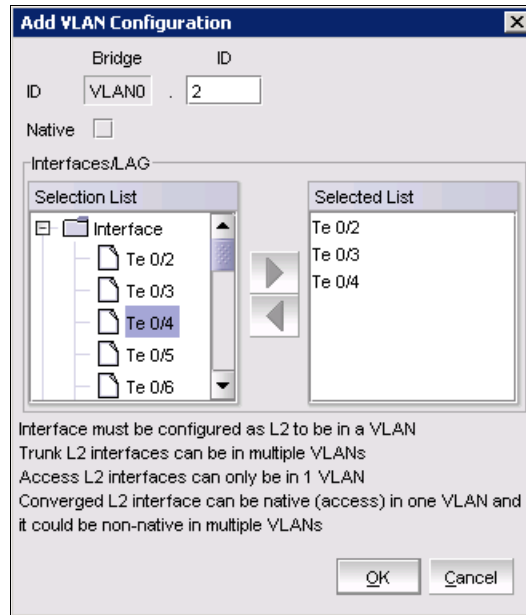 Add VLAN Configuration
Bridge ID
ID VLAN0 . 2
Native
Interfaces/LAG
Selection List
Interface
Te 0/2
Te 0/3
Te 0/4
Te 0/5
Te 0/6
Selected List
Te 0/2
Te 0/3
Te 0/4
Interface must be configured as L2 to be in a VLAN
Trunk L2 interfaces can be in multiple VLANs
Access L2 interfaces can only be in 1 VLAN
Converged L2 interface can be native (access) in one VLAN and
it could be non-native in multiple VLANs
OK Cancel